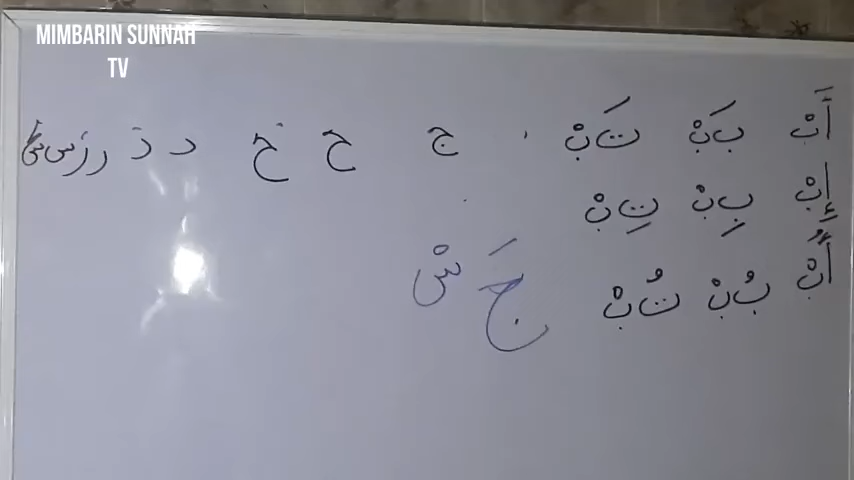 MIMBARIN SUNNAH
TV
أَبْ بَبْ تَبْ ج ح خ د ذ ر ز س ش
إِبْ بِبْ تِبْ
أُبْ بُبْ تُبْ
جَ سْ